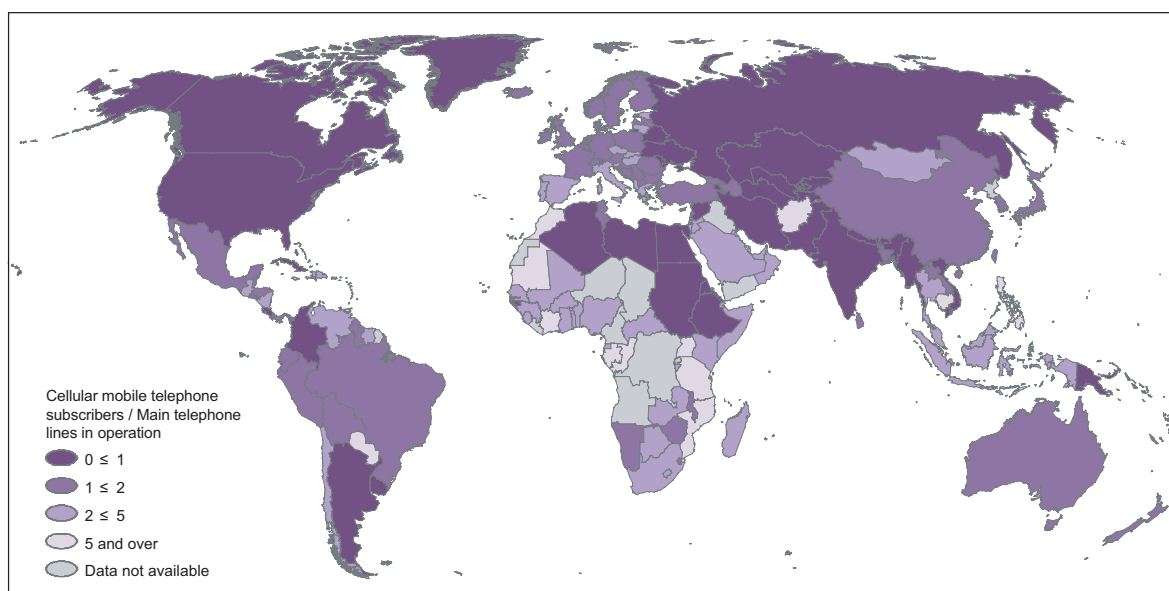 Cellular mobile telephone
subscribers / Main telephone
lines in operation
0 ≤ 1
1 ≤ 2
2 ≤ 5
5 and over
Data not available